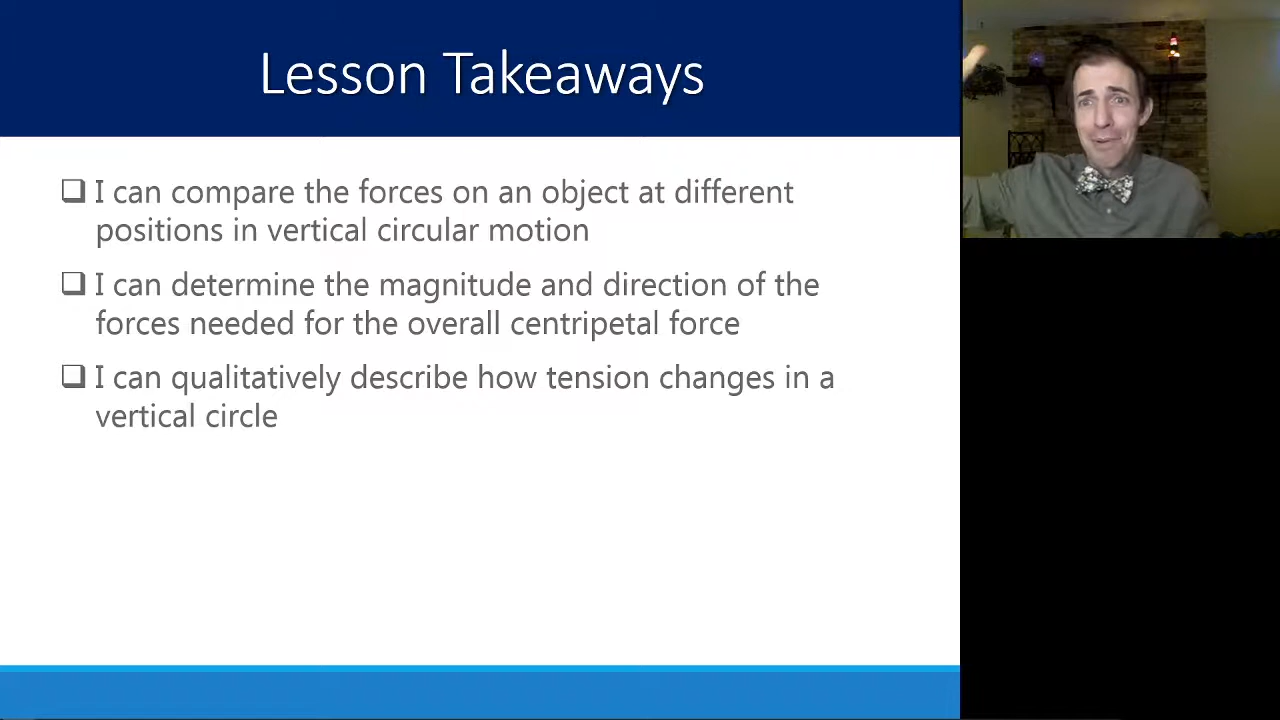 Lesson Takeaways
❑ I can compare the forces on an object at different
positions in vertical circular motion
❑ I can determine the magnitude and direction of the
forces needed for the overall centripetal force
❑ I can qualitatively describe how tension changes in a
vertical circle